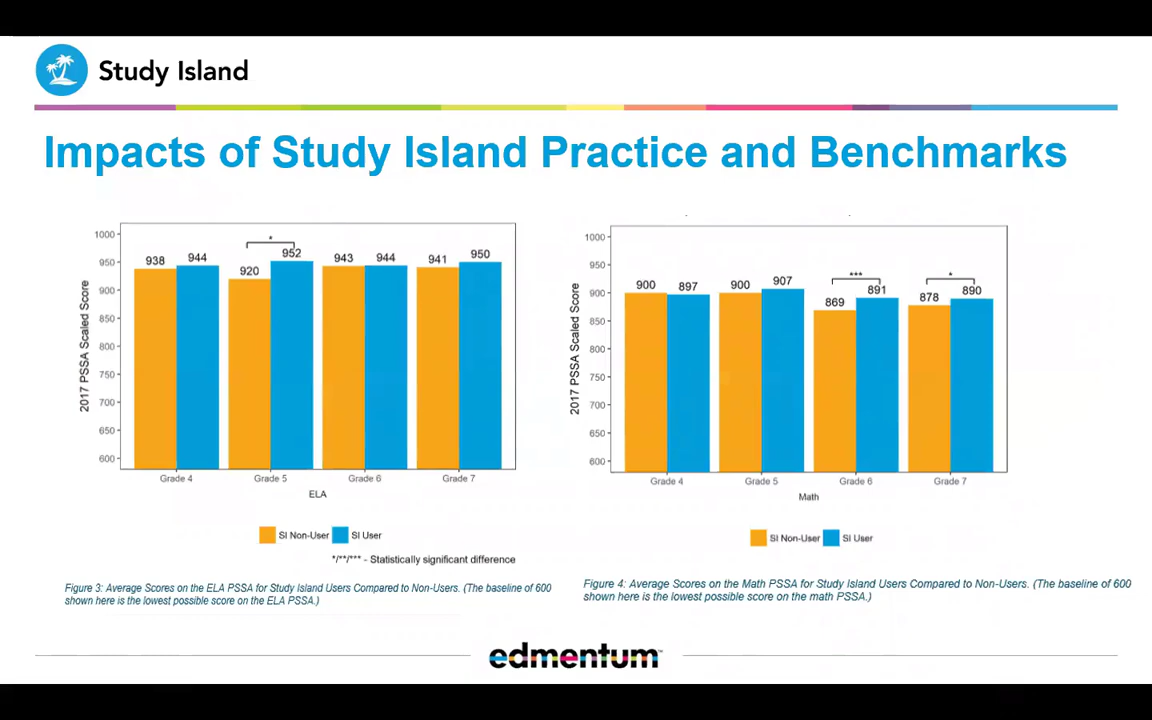 Study Island
Impacts of Study Island Practice and Benchmarks
1000
950
900
850
800
750
700
650
600
2017 PSSA Scaled Score
938
944
920
*
952
943
944
941
950
Grade 4
Grade 5
Grade 6
Grade 7
ELA
SI Non-User
SI User
*/**/*** - Statistically significant difference
Figure 3: Average Scores on the ELA PSSA for Study Island Users Compared to Non-Users. (The baseline of 600
shown here is the lowest possible score on the ELA PSSA.)
1000
950
900
850
800
750
700
650
600
2017 PSSA Scaled Score
900
897
900
907
869
***
891
878
*
890
Grade 4
Grade 5
Grade 6
Grade 7
Math
SI Non-User
SI User
Figure 4: Average Scores on the Math PSSA for Study Island Users Compared to Non-Users. (The baseline of 600
shown here is the lowest possible score on the math PSSA.)
edmentum™